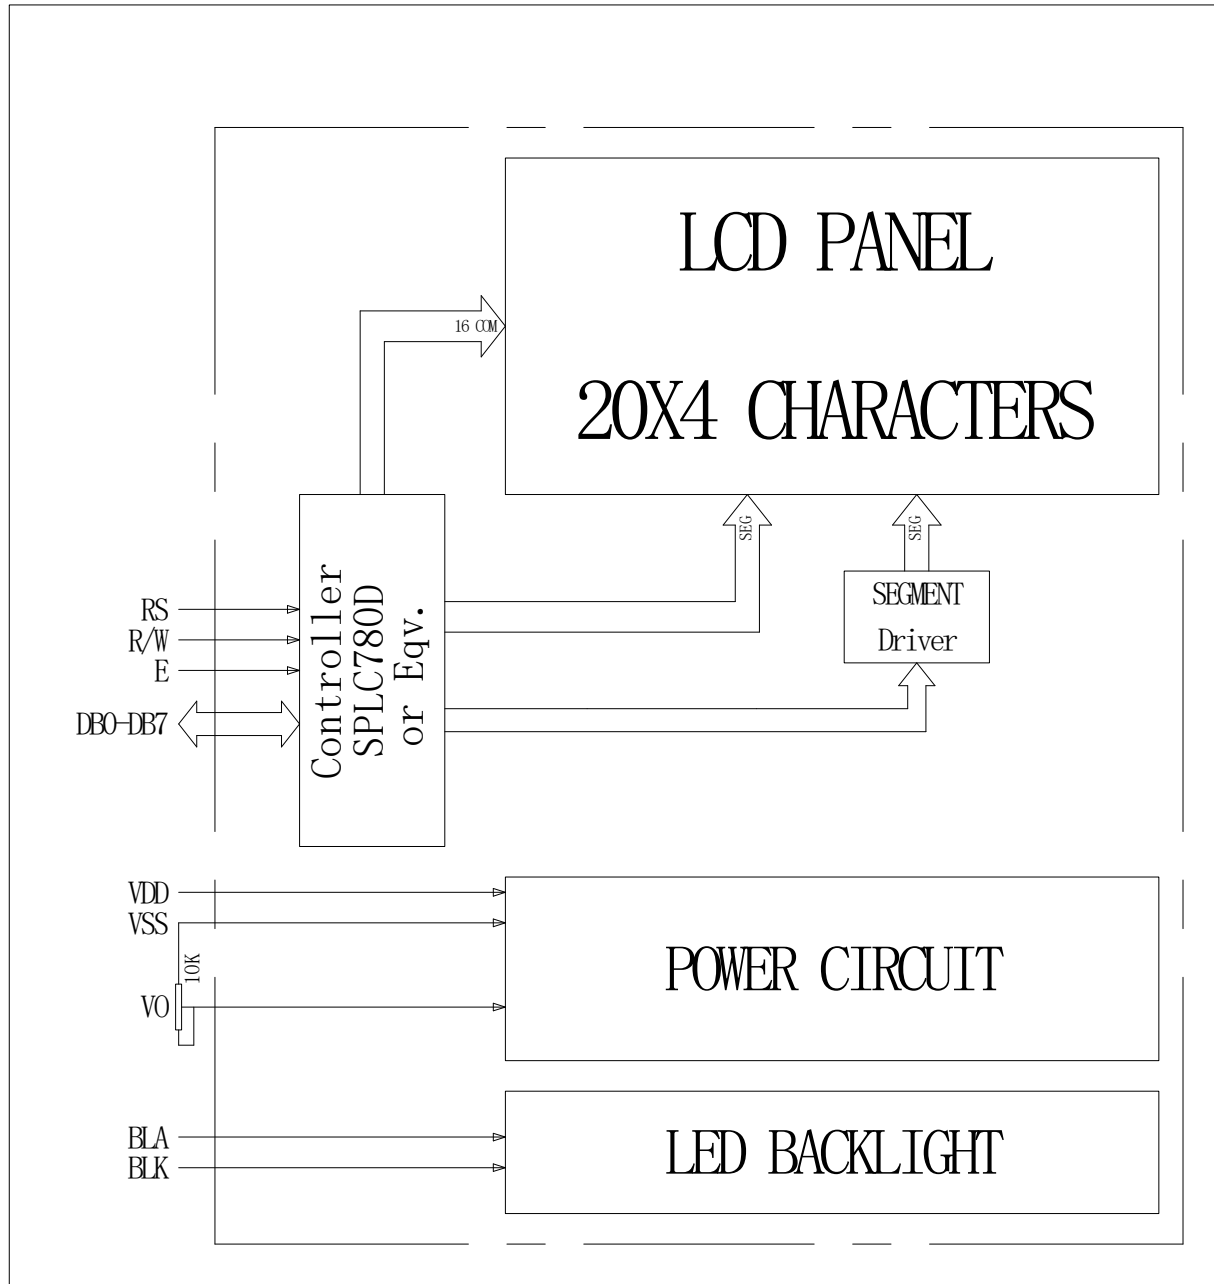 LCD PANEL
20X4 CHARACTERS
16 COM
SEG
SEG
SEGMENT
Driver
Controller
SPLC780D
or Eqv.
RS
R/W
E
DB0-DB7
VDD
VSS
10K
VO
POWER CIRCUIT
BLA
BLK
LED BACKLIGHT